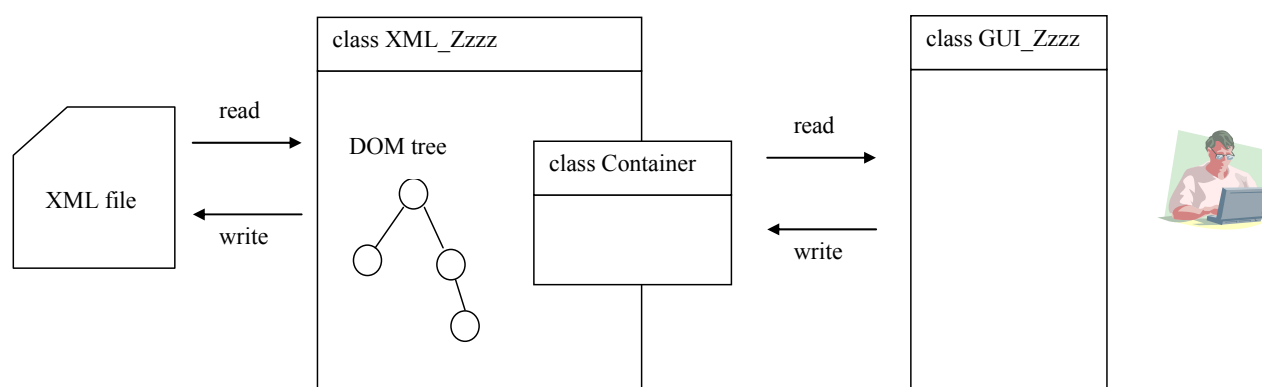 class XML_Zzzz
class GUI_Zzzz
read
read
DOM tree
class Container
XML file
write
write